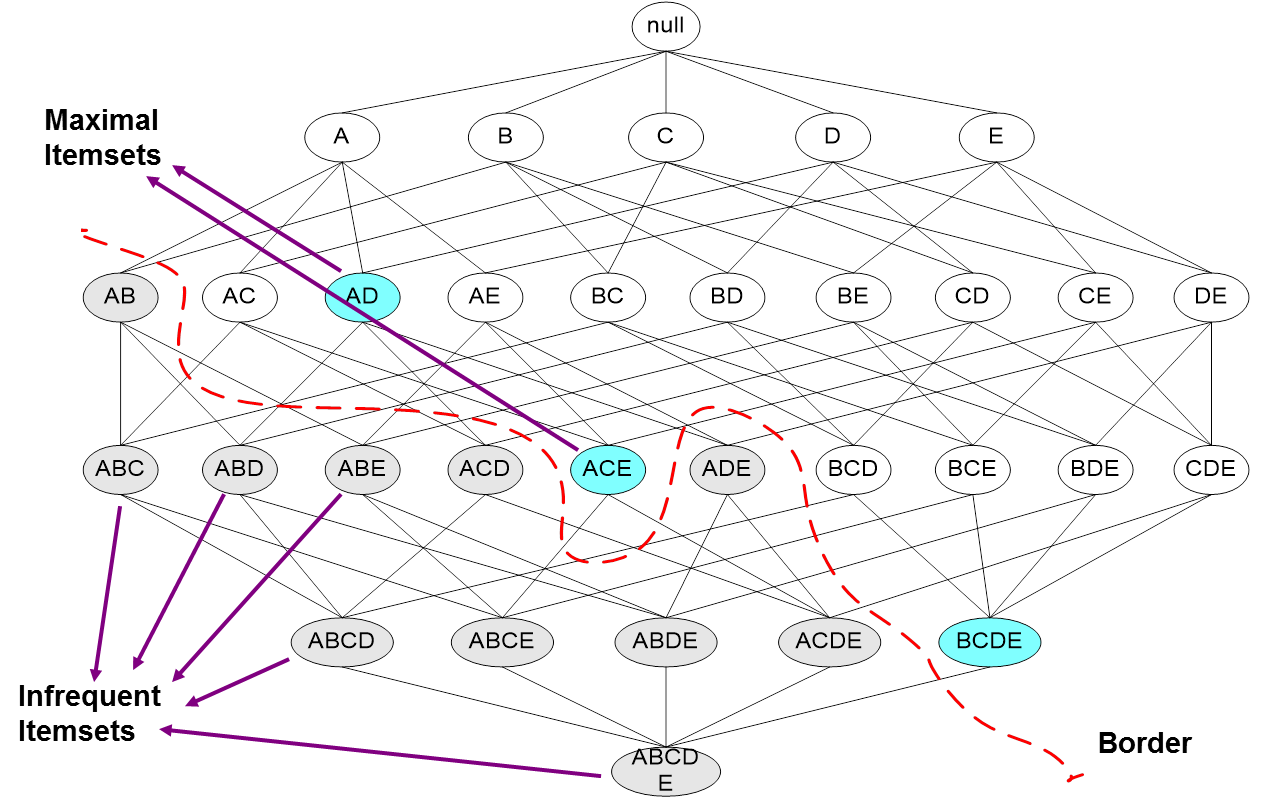 null
A B C D E
Maximal
Itemsets
AB AC AD AE BC BD BE CD CE DE
ABC ABD ABE ACD ACE ADE BCD BCE BDE CDE
ABCD ABCE ABDE ACDE BCDE
Infrequent
Itemsets
Border
ABCD
E